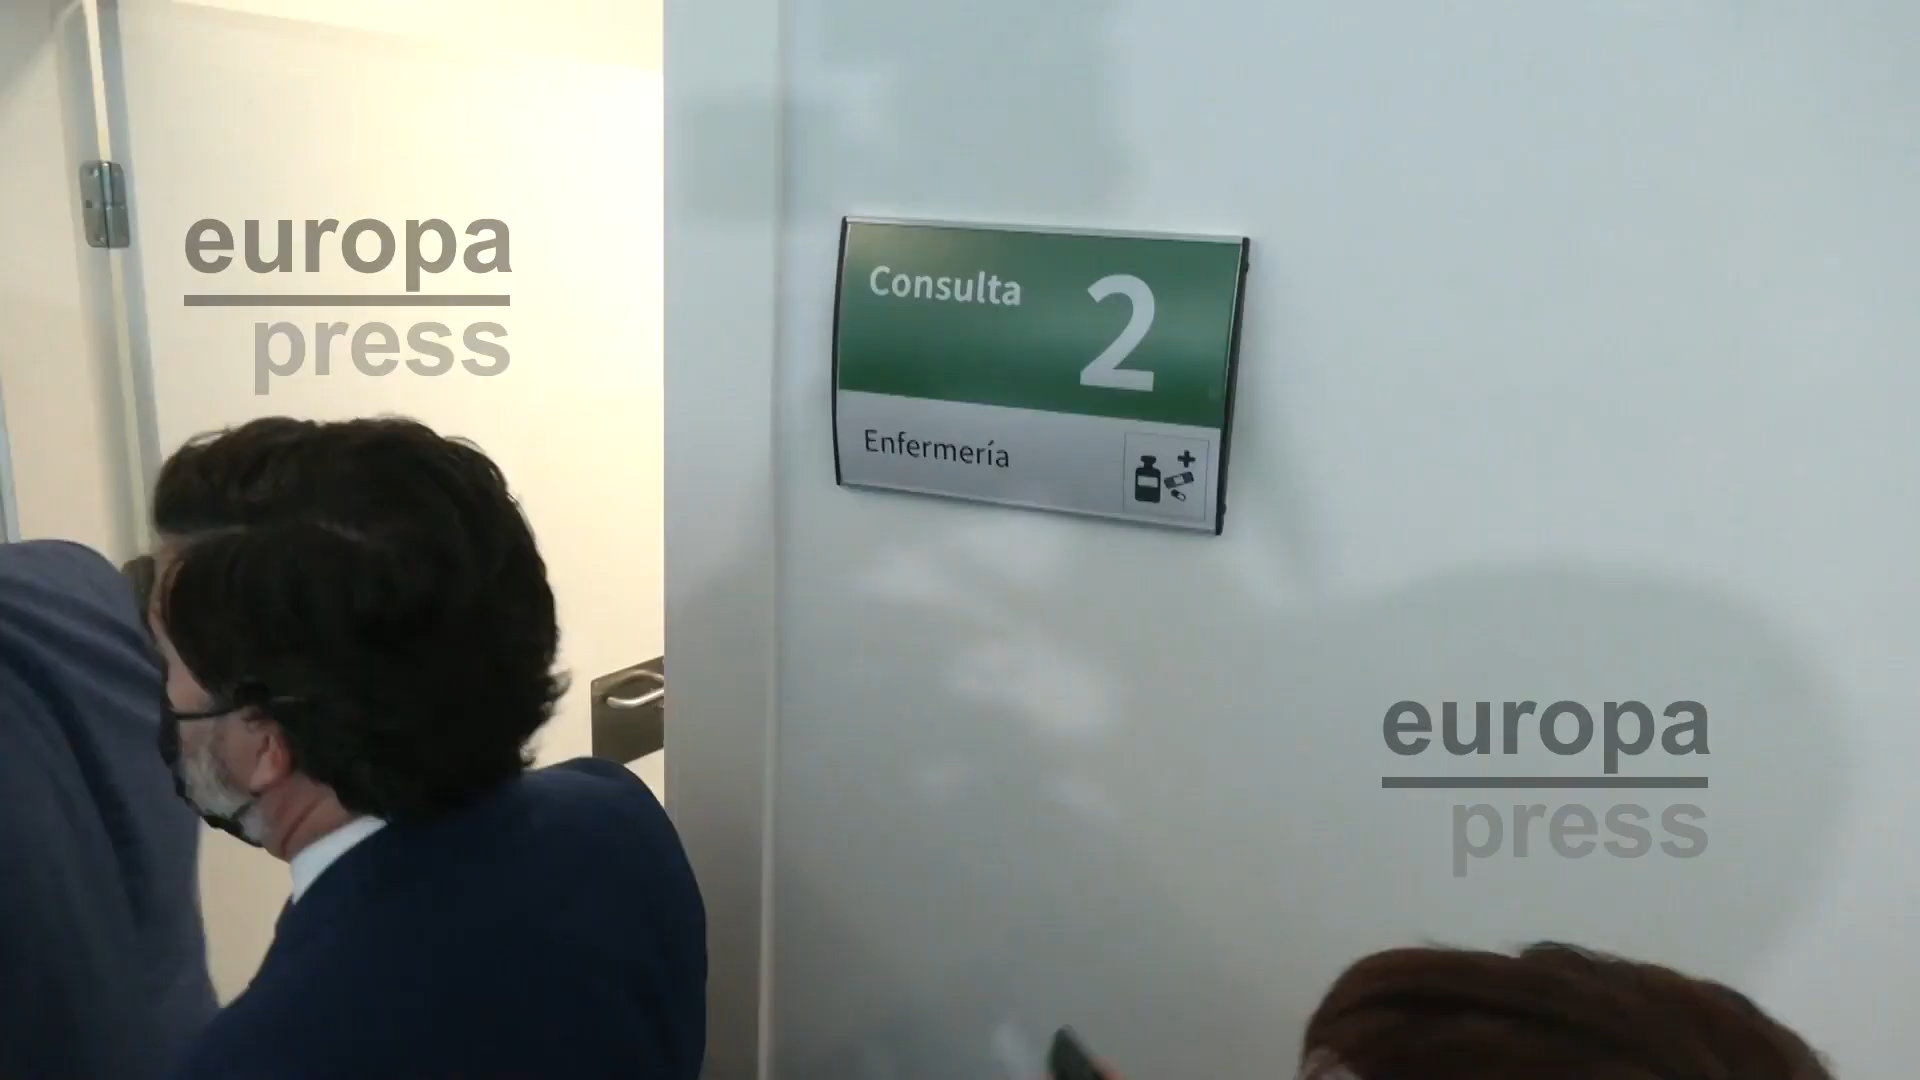 europa
press
Consulta 2
Enfermería
europa
press